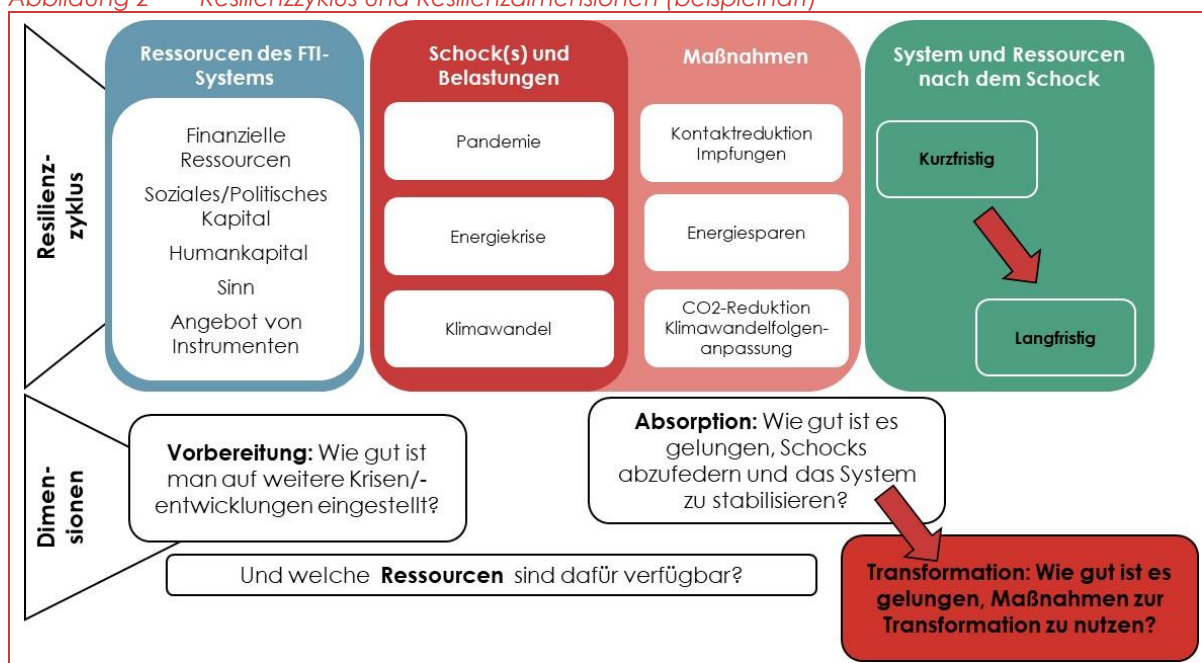 Abbildung 2 Resilienzzyklus und Resilienzdimensionen (beispielhaft)
Ressorucen des FTI-
Systems
Finanzielle
Ressourcen
Soziales/Politisches
Kapital
Humankapital
Sinn
Angebot von
Instrumenten
Schock(s) und
Belastungen
Pandemie
Energiekrise
Klimawandel
Maßnahmen
Kontaktreduktion
Impfungen
Energiesparen
CO2-Reduktion
Klimawandelfolgen-
anpassung
System und Ressourcen
nach dem Schock
Kurzfristig
Langfristig
Resilienz-
zyklus
Dimen-
sionen
Vorbereitung: Wie gut ist
man auf weitere Krisen/-
entwicklungen eingestellt?
Absorption: Wie gut ist es
gelungen, Schocks
abzufedern und das System
zu stabilisieren?
Und welche Ressourcen sind dafür verfügbar?
Transformation: Wie gut ist es
gelungen, Maßnahmen zur
Transformation zu nutzen?